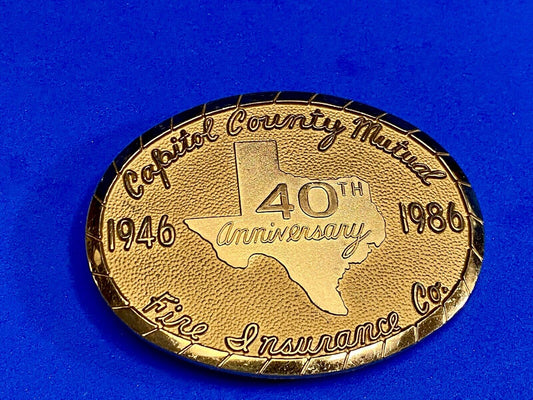 Capitol County Mutual
40TH
Anniversary
1946
1986
Fire Insurance Co.